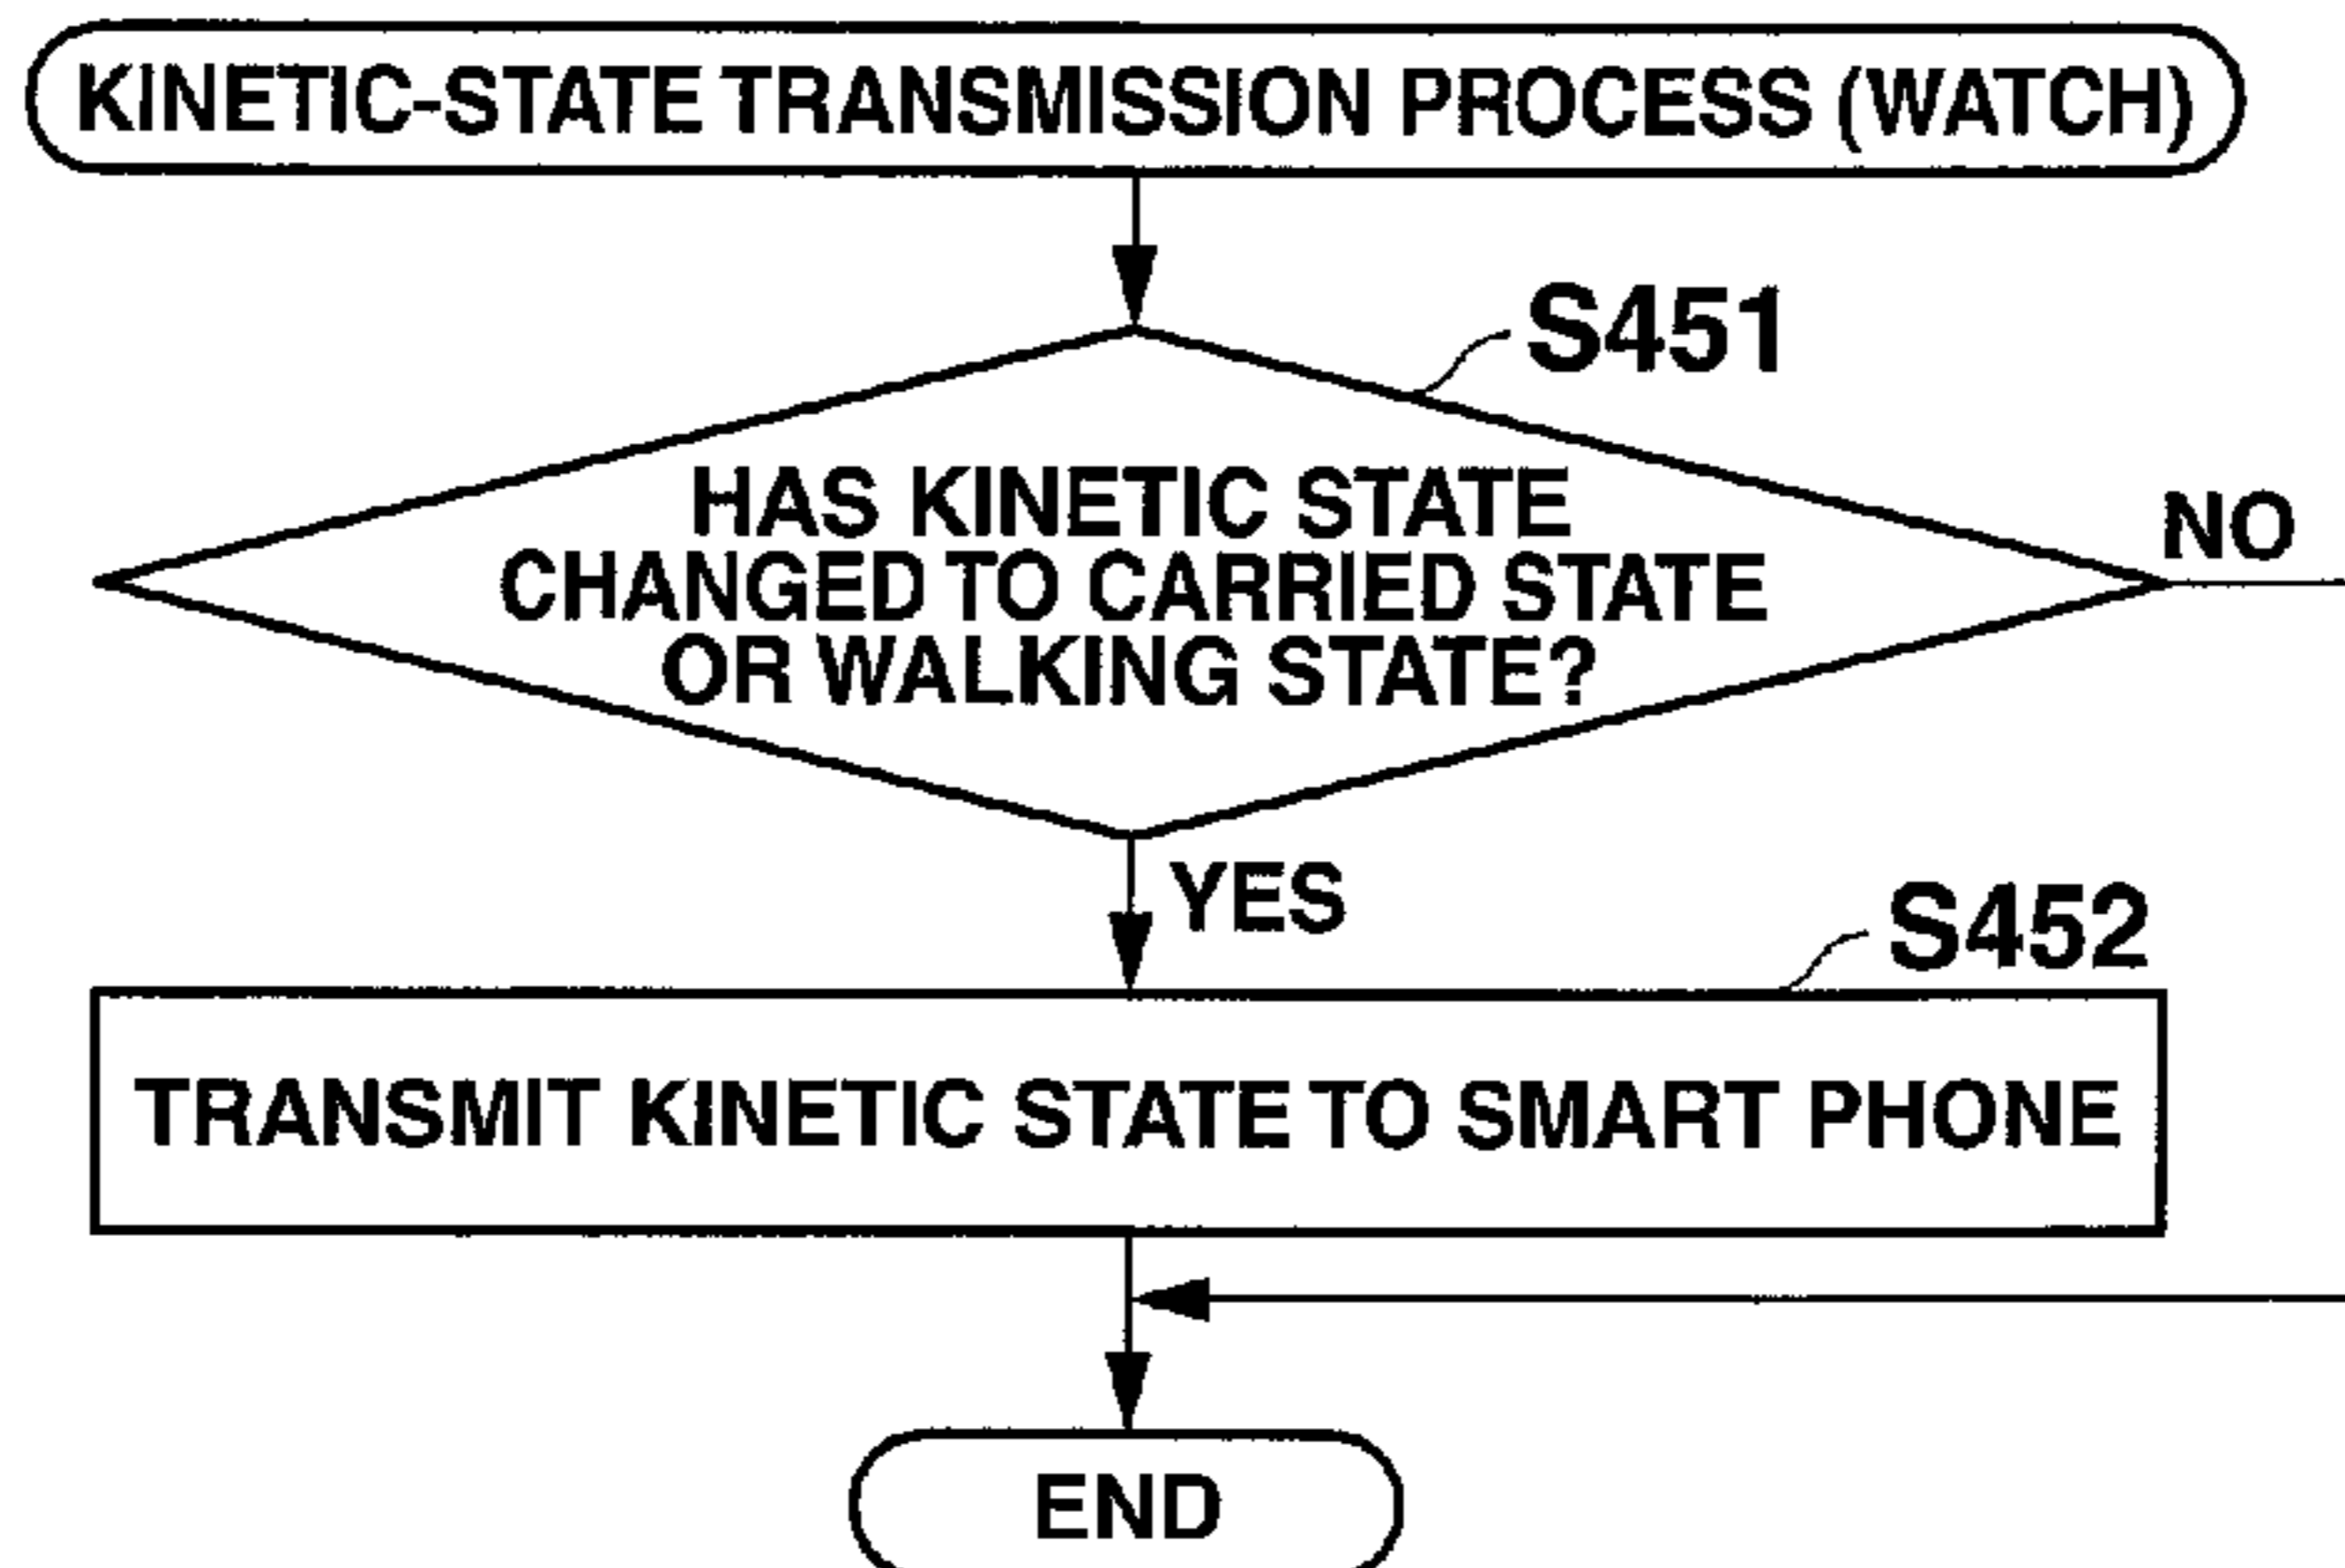 KINETIC-STATE TRANSMISSION PROCESS (WATCH)
S451
HAS KINETIC STATE
CHANGED TO CARRIED STATE
OR WALKING STATE?
NO
YES
S452
TRANSMIT KINETIC STATE TO SMART PHONE
END